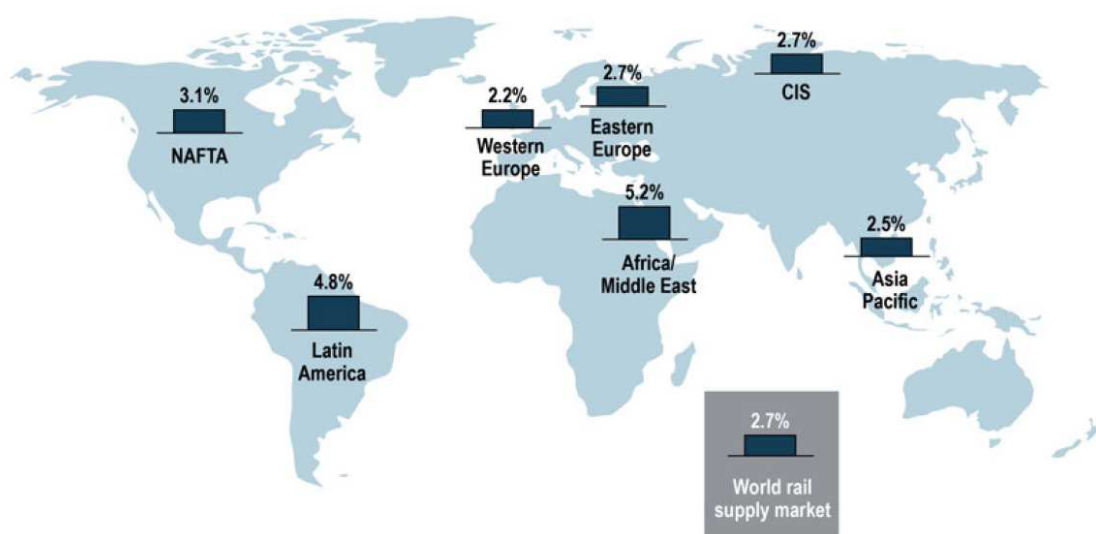 2.7%
CIS
2.7%
Eastern
Europe
3.1%
NAFTA
2.2%
Western
Europe
5.2%
Africa/
Middle East
2.5%
Asia
Pacific
4.8%
Latin
America
2.7%
World rail
supply market